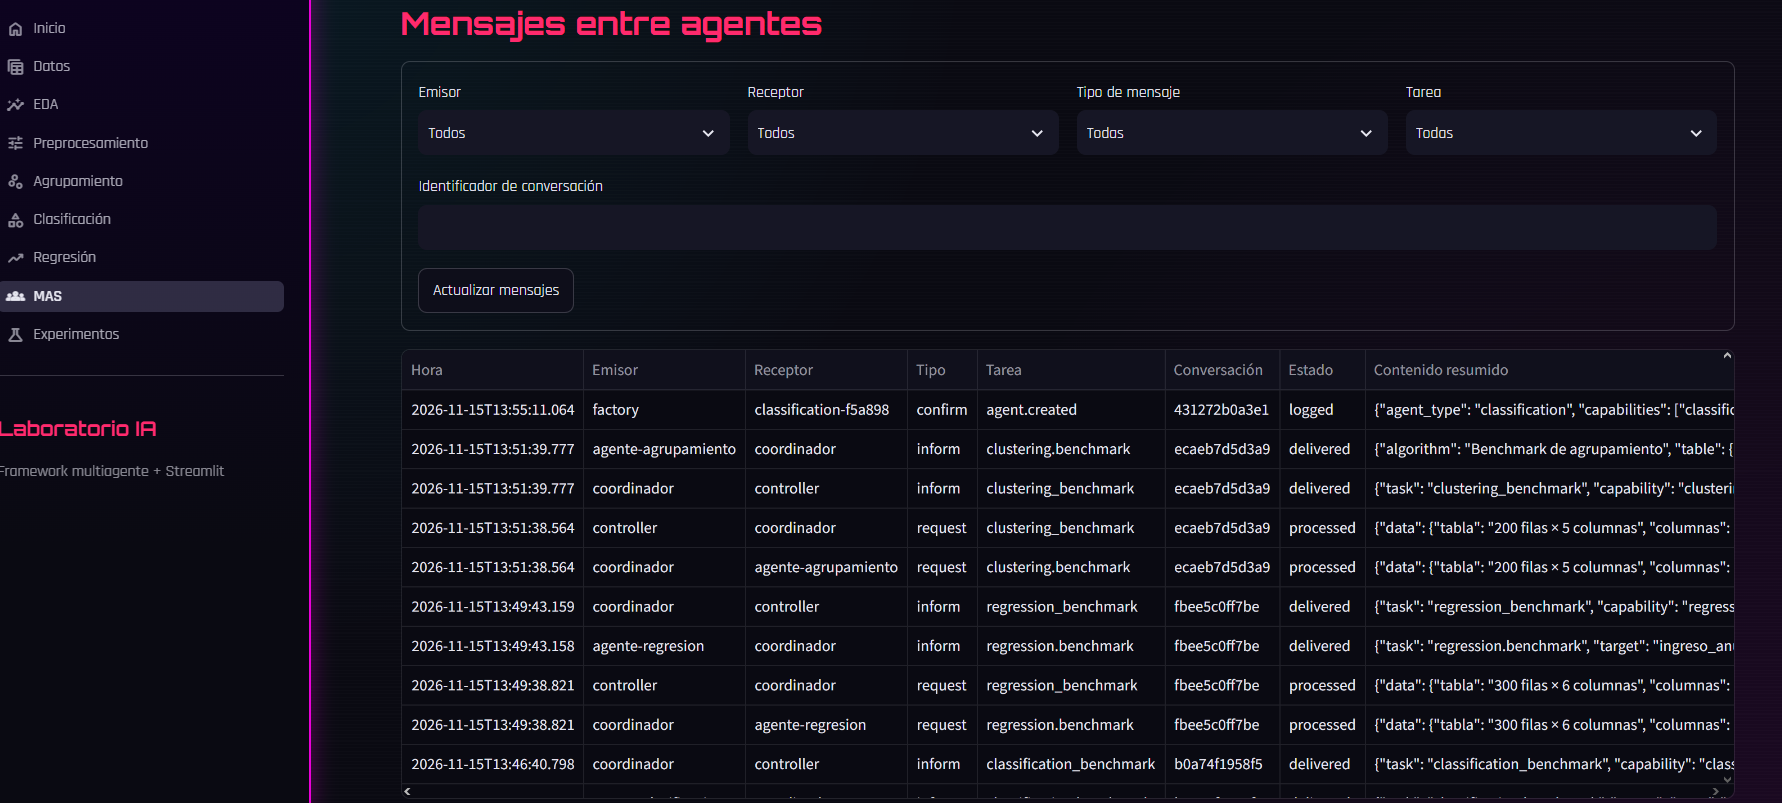 Inicio
Datos
EDA
Preprocesamiento
Agrupamiento
Clasificación
Regresión
MAS
Experimentos
Laboratorio IA
Framework multiagente + Streamlit
Mensajes entre agentes
Emisor Receptor Tipo de mensaje Tarea
Todos Todos Todas Todas
Identificador de conversación
Actualizar mensajes
Hora Emisor Receptor Tipo Tarea Conversación Estado Contenido resumido
2026-11-15T13:55:11.064 factory classification-f5a898 confirm agent.created 431272b0a3e1 logged {"agent_type": "classification", "capabilities": ["classific
2026-11-15T13:51:39.777 agente-agrupamiento coordinador inform clustering.benchmark ecaeb7d5d3a9 delivered {"algorithm": "Benchmark de agrupamiento", "table": {
2026-11-15T13:51:39.777 coordinador controller inform clustering_benchmark ecaeb7d5d3a9 delivered {"task": "clustering_benchmark", "capability": "clusteri
2026-11-15T13:51:38.564 controller coordinador request clustering_benchmark ecaeb7d5d3a9 processed {"data": {"tabla": "200 filas × 5 columnas", "columnas":
2026-11-15T13:51:38.564 coordinador agente-agrupamiento request clustering.benchmark ecaeb7d5d3a9 processed {"data": {"tabla": "200 filas × 5 columnas", "columnas":
2026-11-15T13:49:43.159 coordinador controller inform regression_benchmark fbee5c0ff7be delivered {"task": "regression_benchmark", "capability": "regress
2026-11-15T13:49:43.158 agente-regresion coordinador inform regression.benchmark fbee5c0ff7be delivered {"task": "regression.benchmark", "target": "ingreso_anu
2026-11-15T13:49:38.821 controller coordinador request regression_benchmark fbee5c0ff7be processed {"data": {"tabla": "300 filas × 6 columnas", "columnas":
2026-11-15T13:49:38.821 coordinador agente-regresion request regression.benchmark fbee5c0ff7be processed {"data": {"tabla": "300 filas × 6 columnas", "columnas":
2026-11-15T13:46:40.798 coordinador controller inform classification_benchmark b0a74f1958f5 delivered {"task": "classification_benchmark", "capability": "class